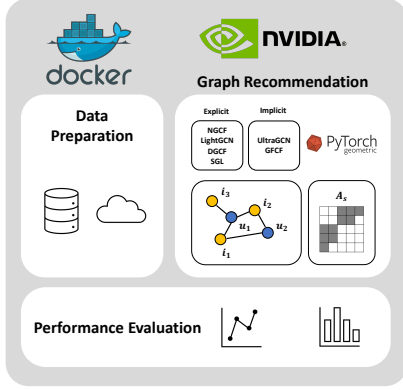 docker
NVIDIA.
Graph Recommendation
Data
Preparation
Explicit
NGCF
LightGCN
DGCF
SGL
Implicit
UltraGCN
GFCF
PyTorch
geometric
i₃
i₂
u₁
u₂
i₁
Aₛ
Performance Evaluation